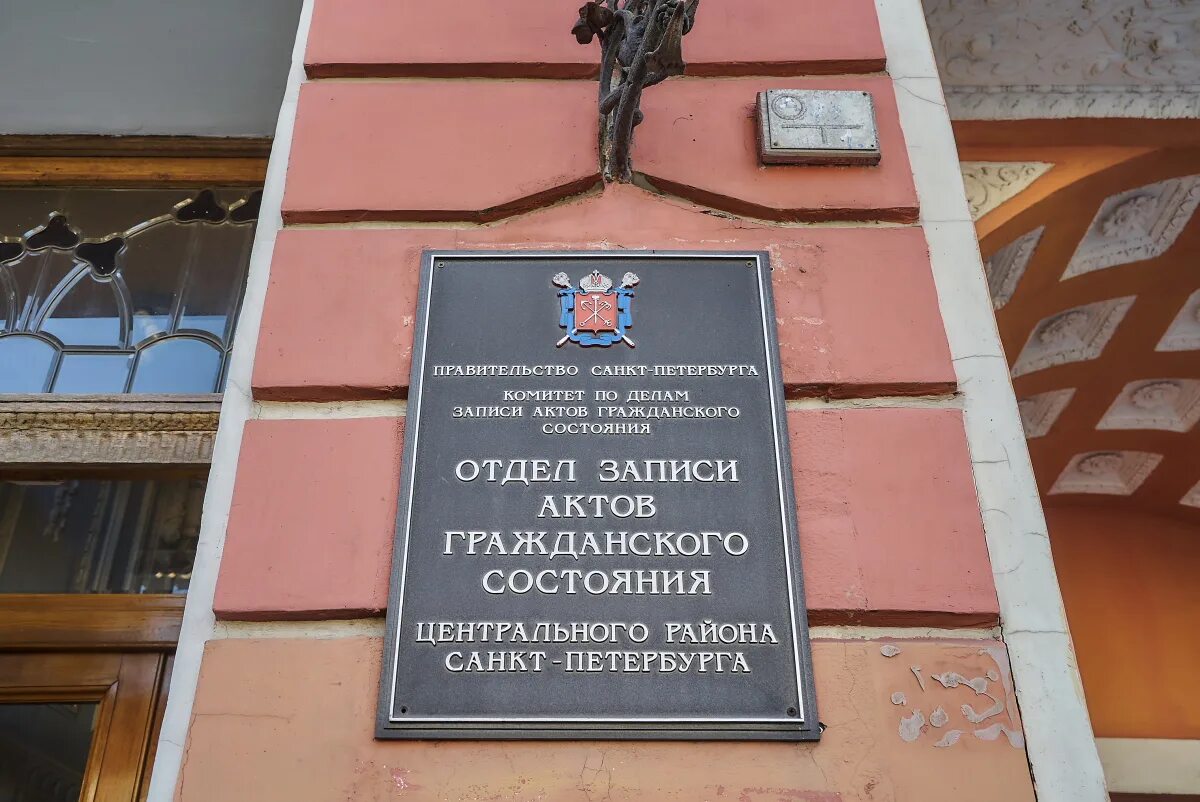 ПРАВИТЕЛЬСТВО САНКТ-ПЕТЕРБУРГА
КОМИТЕТ ПО ДЕЛАМ
ЗАПИСИ АКТОВ ГРАЖДАНСКОГО
СОСТОЯНИЯ
ОТДЕЛ ЗАПИСИ
АКТОВ
ГРАЖДАНСКОГО
СОСТОЯНИЯ
ЦЕНТРАЛЬНОГО РАЙОНА
САНКТ-ПЕТЕРБУРГА